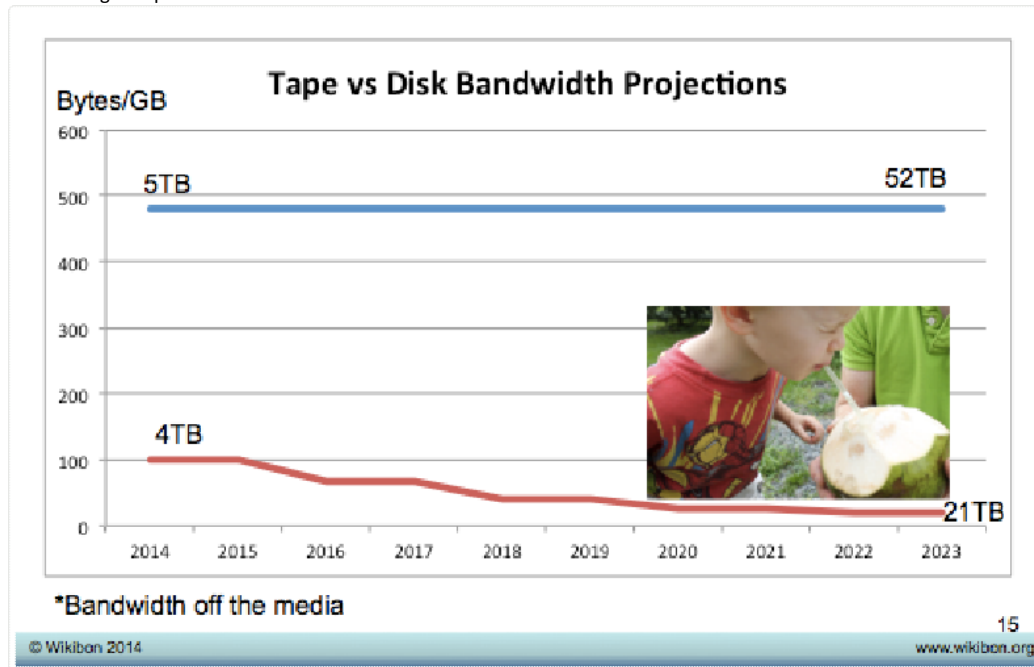 Tape vs Disk Bandwidth Projections
Bytes/GB
600
5TB
52TB
500
400
300
200
4TB
100
0
21TB
2014 2015 2016 2017 2018 2019 2020 2021 2022 2023
*Bandwidth off the media
15
© Wikibon 2014
www.wikibon.org